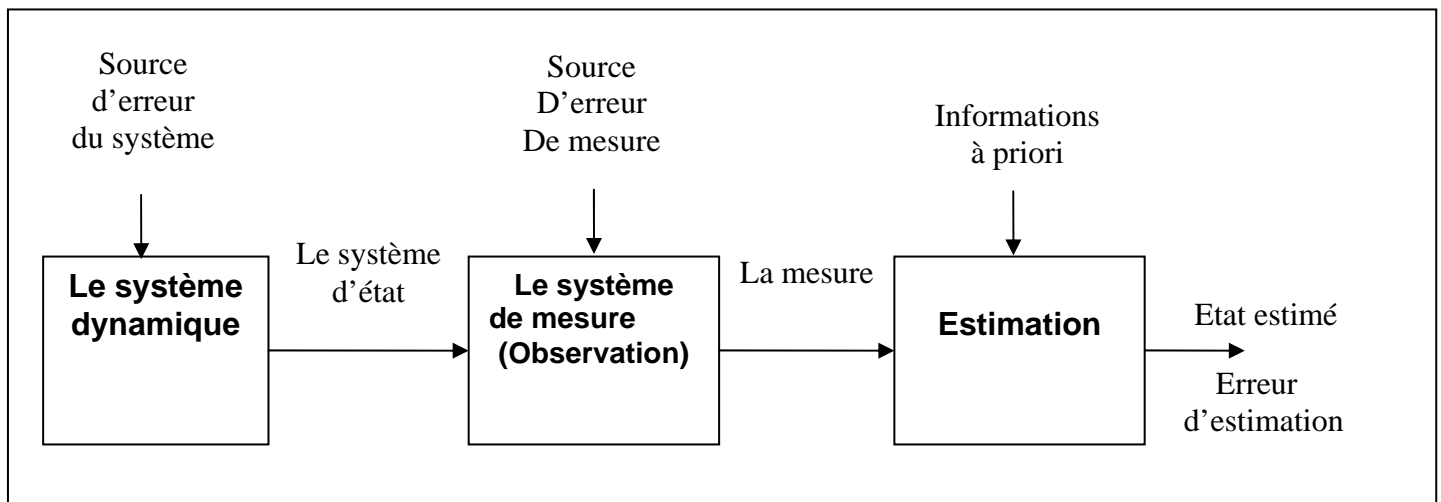 Source
d’erreur
du système
Source
D’erreur
De mesure
Informations
à priori
Le système
dynamique
Le système
d’état
Le système
de mesure
(Observation)
La mesure
Estimation
Etat estimé
Erreur
d’estimation